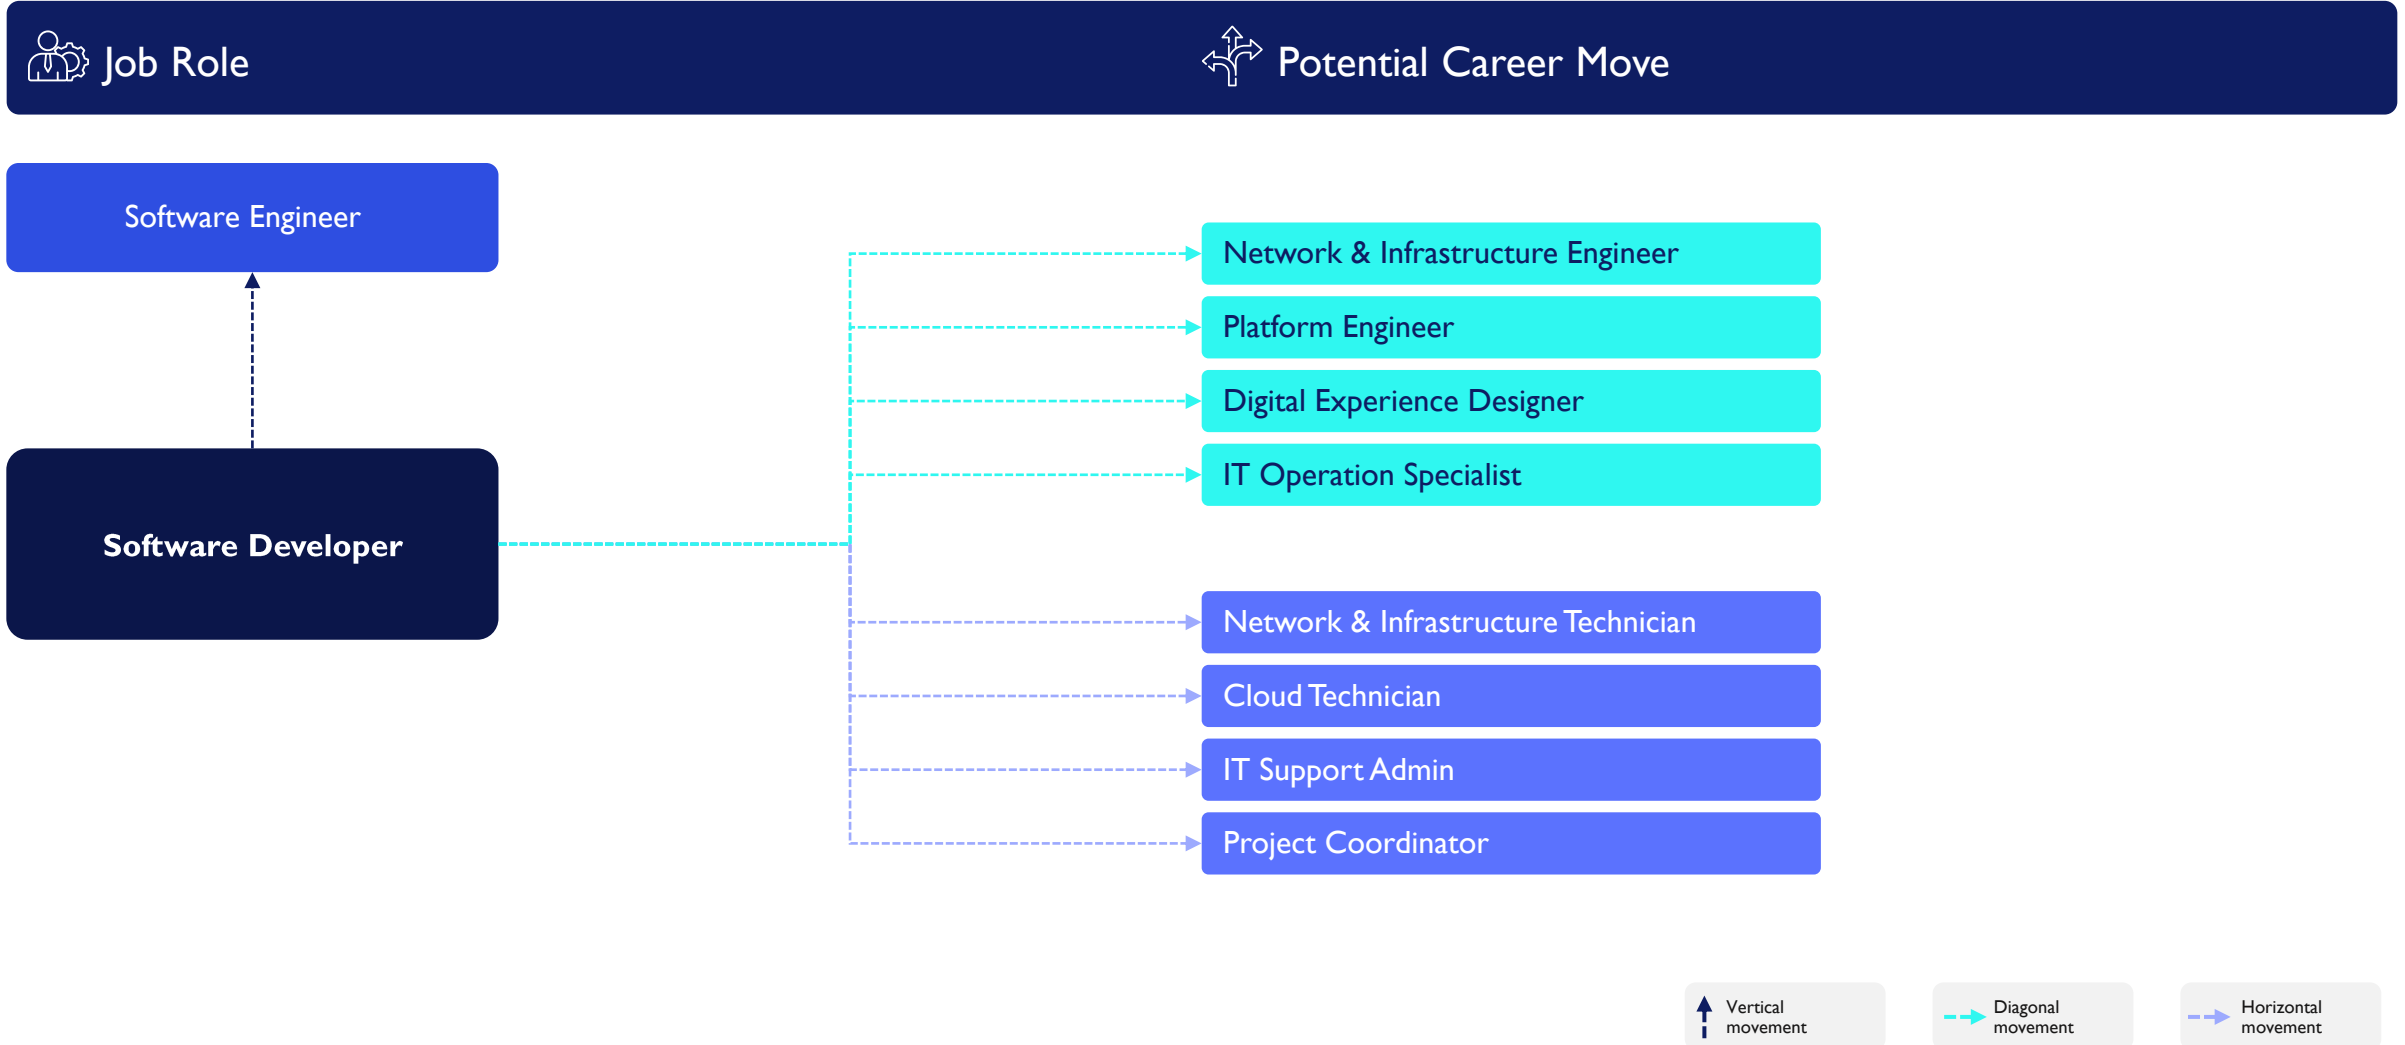 Job Role
Potential Career Move
Software Engineer
Software Developer
Network & Infrastructure Engineer
Platform Engineer
Digital Experience Designer
IT Operation Specialist
Network & Infrastructure Technician
Cloud Technician
IT Support Admin
Project Coordinator
Vertical
movement
Diagonal
movement
Horizontal
movement